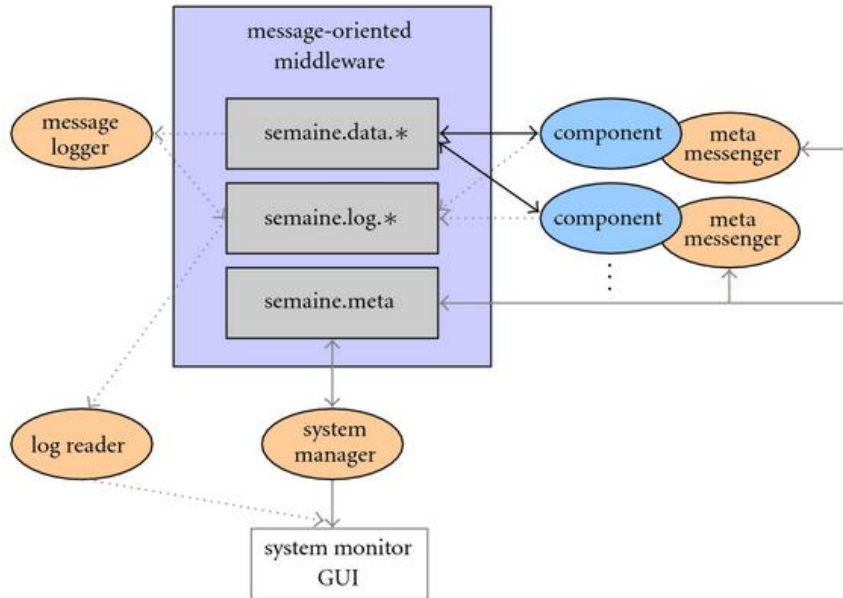 message-oriented
middleware
message
logger
semaine.data.*
component
meta
messenger
semaine.log.*
component
meta
messenger
semaine.meta
log reader
system
manager
system monitor
GUI